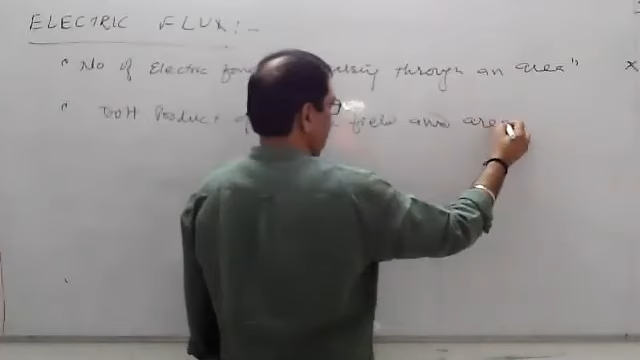 ELECTRIC FLUX:-
" No of Electric through an area"
" Dot Product field and area